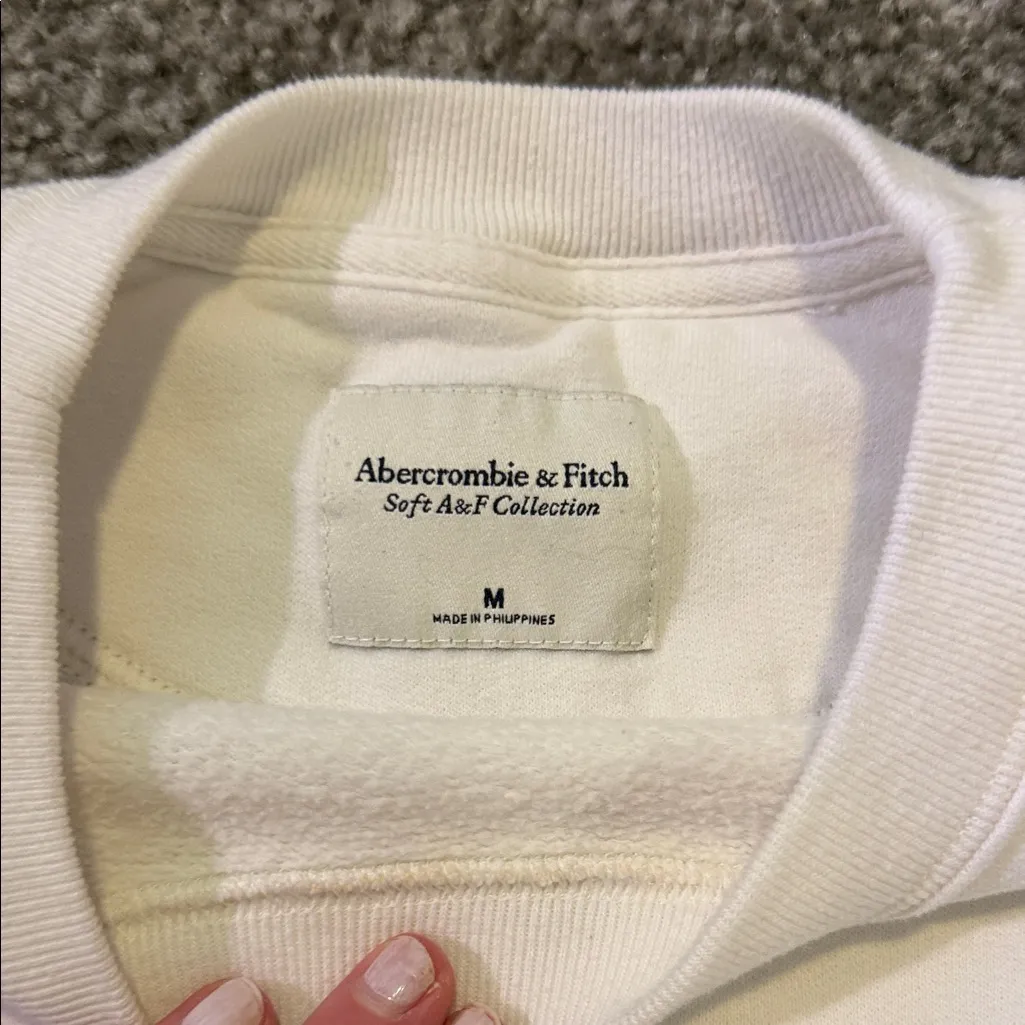 Abercrombie & Fitch
Soft A&F Collection
M
MADE IN PHILIPPINES